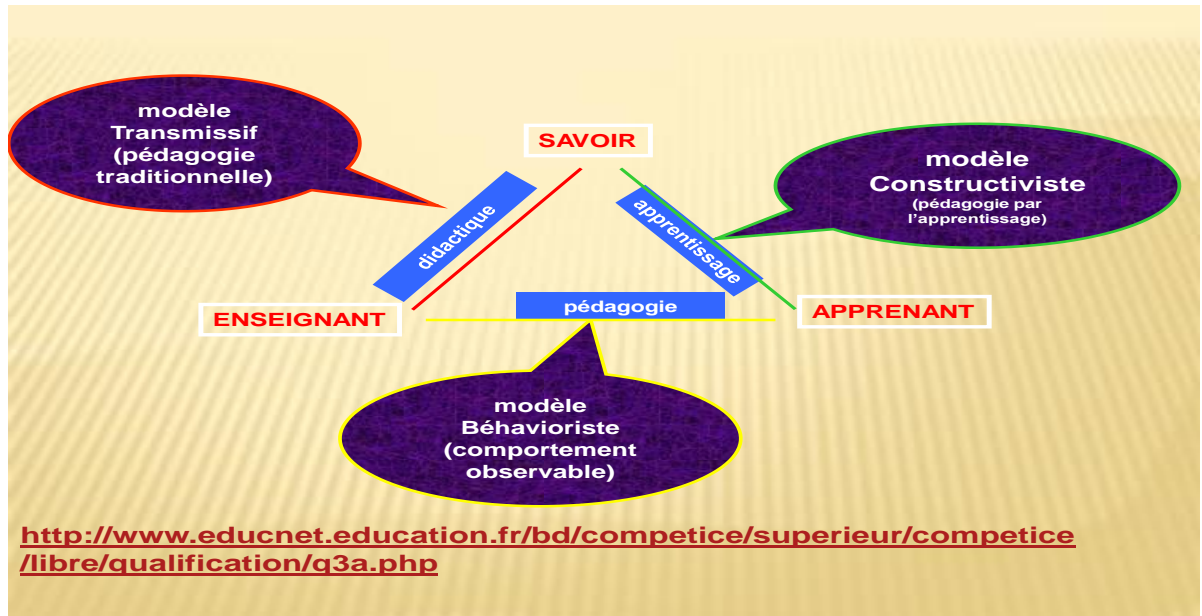 modèle
Transmissif
(pédagogie
traditionnelle)
SAVOIR
modèle
Constructiviste
(pédagogie par
l'apprentissage)
didactique
apprentissage
ENSEIGNANT
pédagogie
APPRENANT
modèle
Béhavioriste
(comportement
observable)
http://www.educnet.education.fr/bd/competice/superieur/competice
/libre/qualification/q3a.php